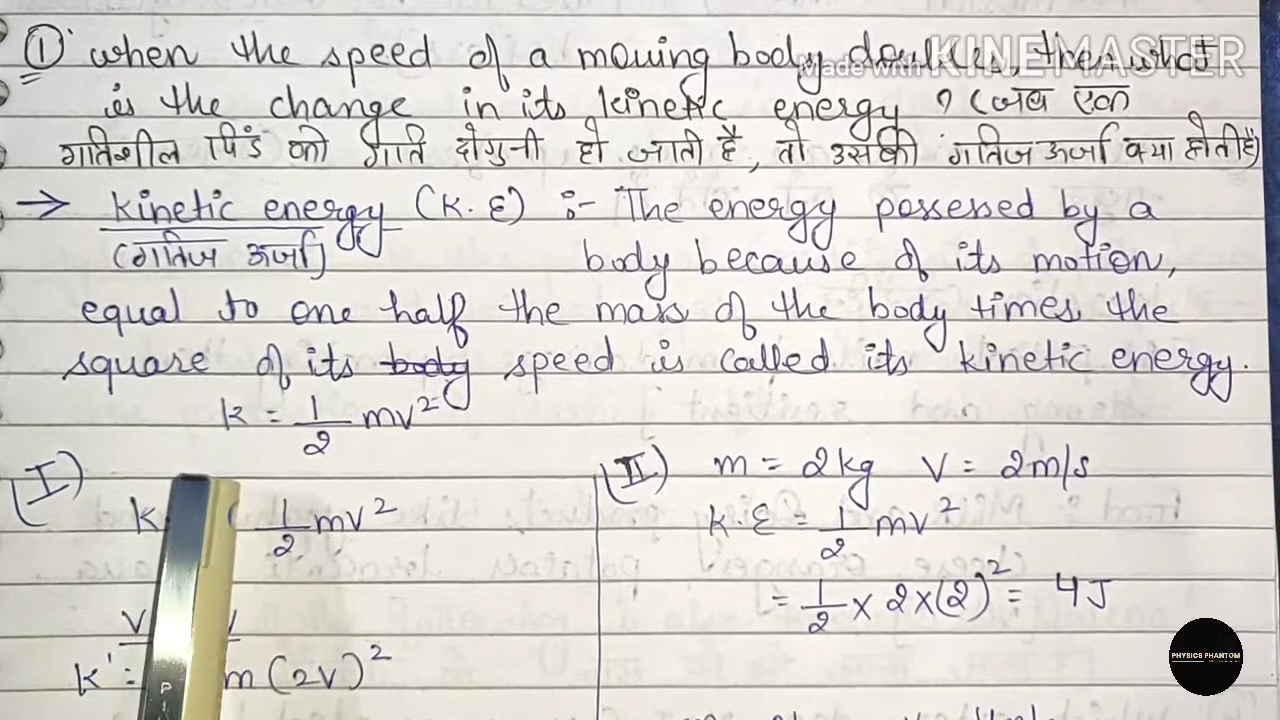 ① when the speed of a moving body doubles, then what
is the change in its kinetic energy ? (जब एक
गतिशील पिंड की गति दोगुनी हो जाती है, तो उसकी गतिज ऊर्जा क्या होती है)
→ kinetic energy (K.E) :- The energy possessed by a
(गतिज ऊर्जा) body because of its motion,
equal to one half the mass of the body times the
square of its body speed is called its kinetic energy.
k = 1/2 mv²
(I)
k 1/2 mv²
V
k' = m (2v)²
(II) m = 2kg V = 2m/s
K.E = 1/2 mv²
= 1/2 × 2×(2)² = 4J
Made with KINEMASTER
PHYSICS PHANTOM